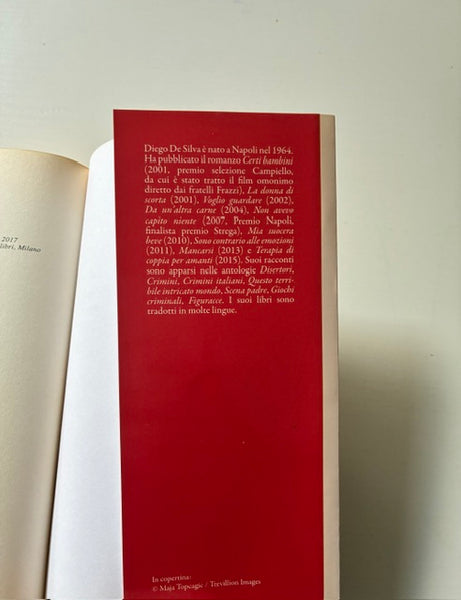 2017
libri, Milano
Diego De Silva è nato a Napoli nel 1964.
Ha pubblicato il romanzo Certi bambini
(2001, premio selezione Campiello,
da cui è stato tratto il film omonimo
diretto dai fratelli Frazzi), La donna di
scorta (2001), Voglio guardare (2002),
Da un'altra carne (2004), Non avevo
capito niente (2007, Premio Napoli,
finalista premio Strega), Mia suocera
beve (2010), Sono contrario alle emozioni
(2011), Mancarsi (2013) e Terapia di
coppia per amanti (2015). Suoi racconti
sono apparsi nelle antologie Disertori,
Crimini, Crimini italiani, Questo terri-
bile intricato mondo, Scena padre, Giochi
criminali, Figuracce. I suoi libri sono
tradotti in molte lingue.
In copertina:
© Maja Topcagic / Trevillion Images